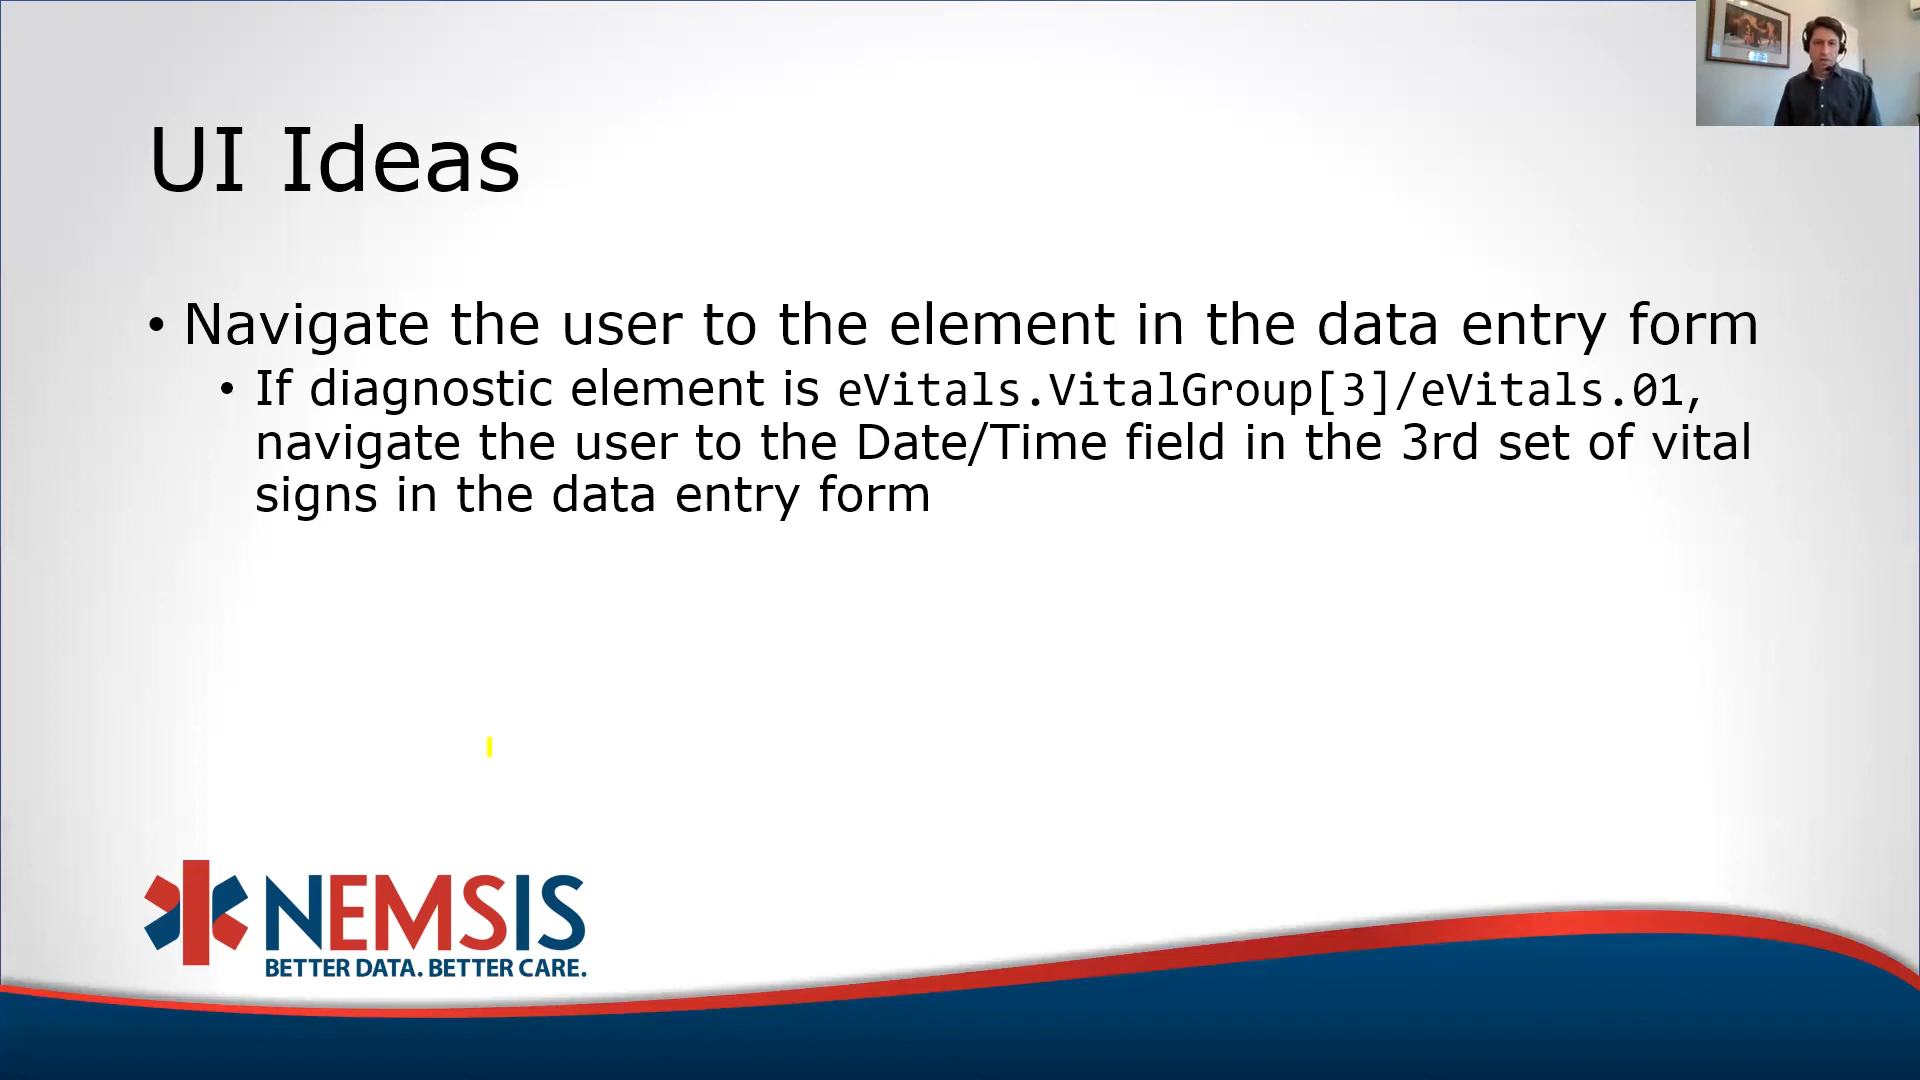 UI Ideas
• Navigate the user to the element in the data entry form
• If diagnostic element is eVitals.VitalGroup[3]/eVitals.01,
navigate the user to the Date/Time field in the 3rd set of vital
signs in the data entry form
NEMSIS
BETTER DATA. BETTER CARE.